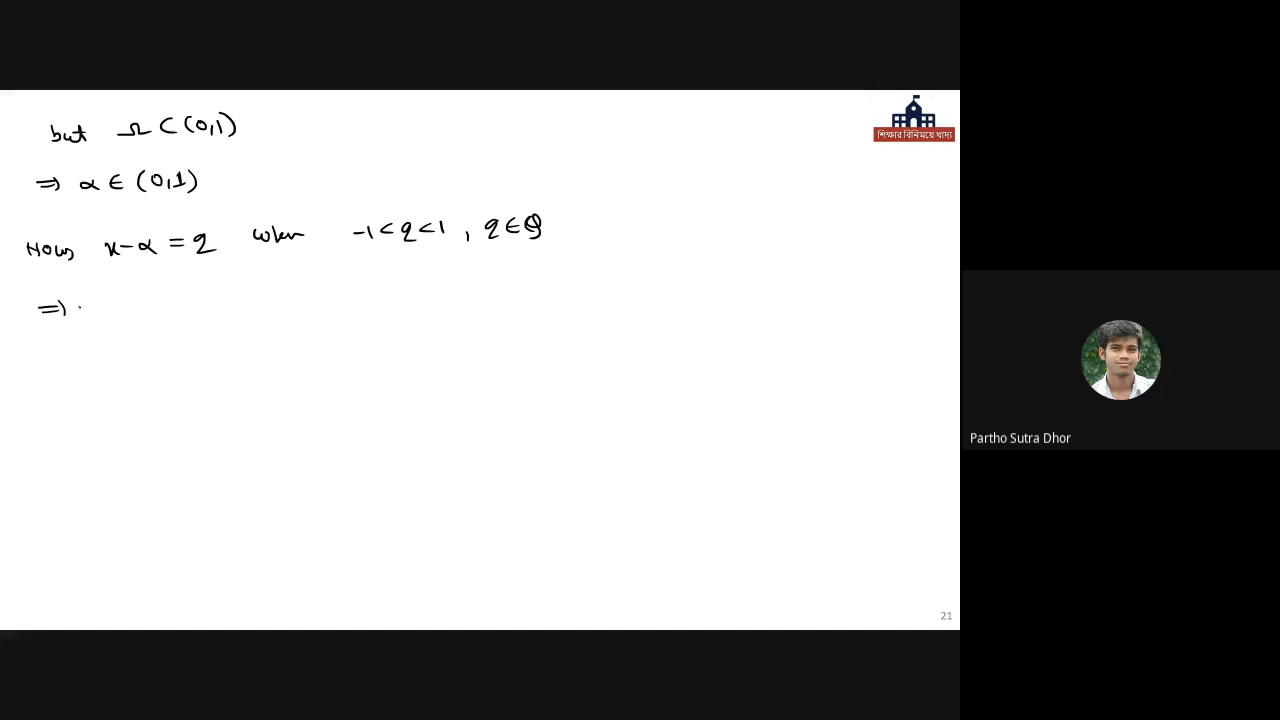 but Ω ⊂ (0,1)
⇒ α ∈ (0,1)
Now x-α = q when -1<q<1 , q∈Q
⇒
শিক্ষার বিনিময়ে খাদ্য
Partho Sutra Dhor
21